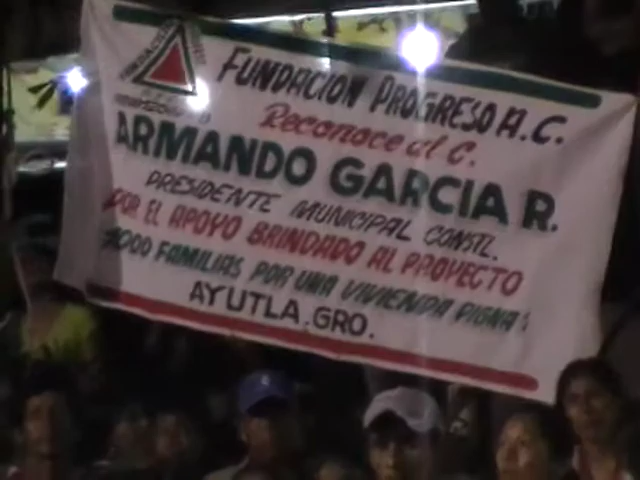 FUNDACION PROGRESO A.C.
Reconoce al C.
ARMANDO GARCIA R.
PRESIDENTE MUNICIPAL CONSTL.
POR EL APOYO BRINDADO AL PROYECTO
FAMILIAS POR UNA VIVIENDA DIGNA
AYUTLA.GRO.